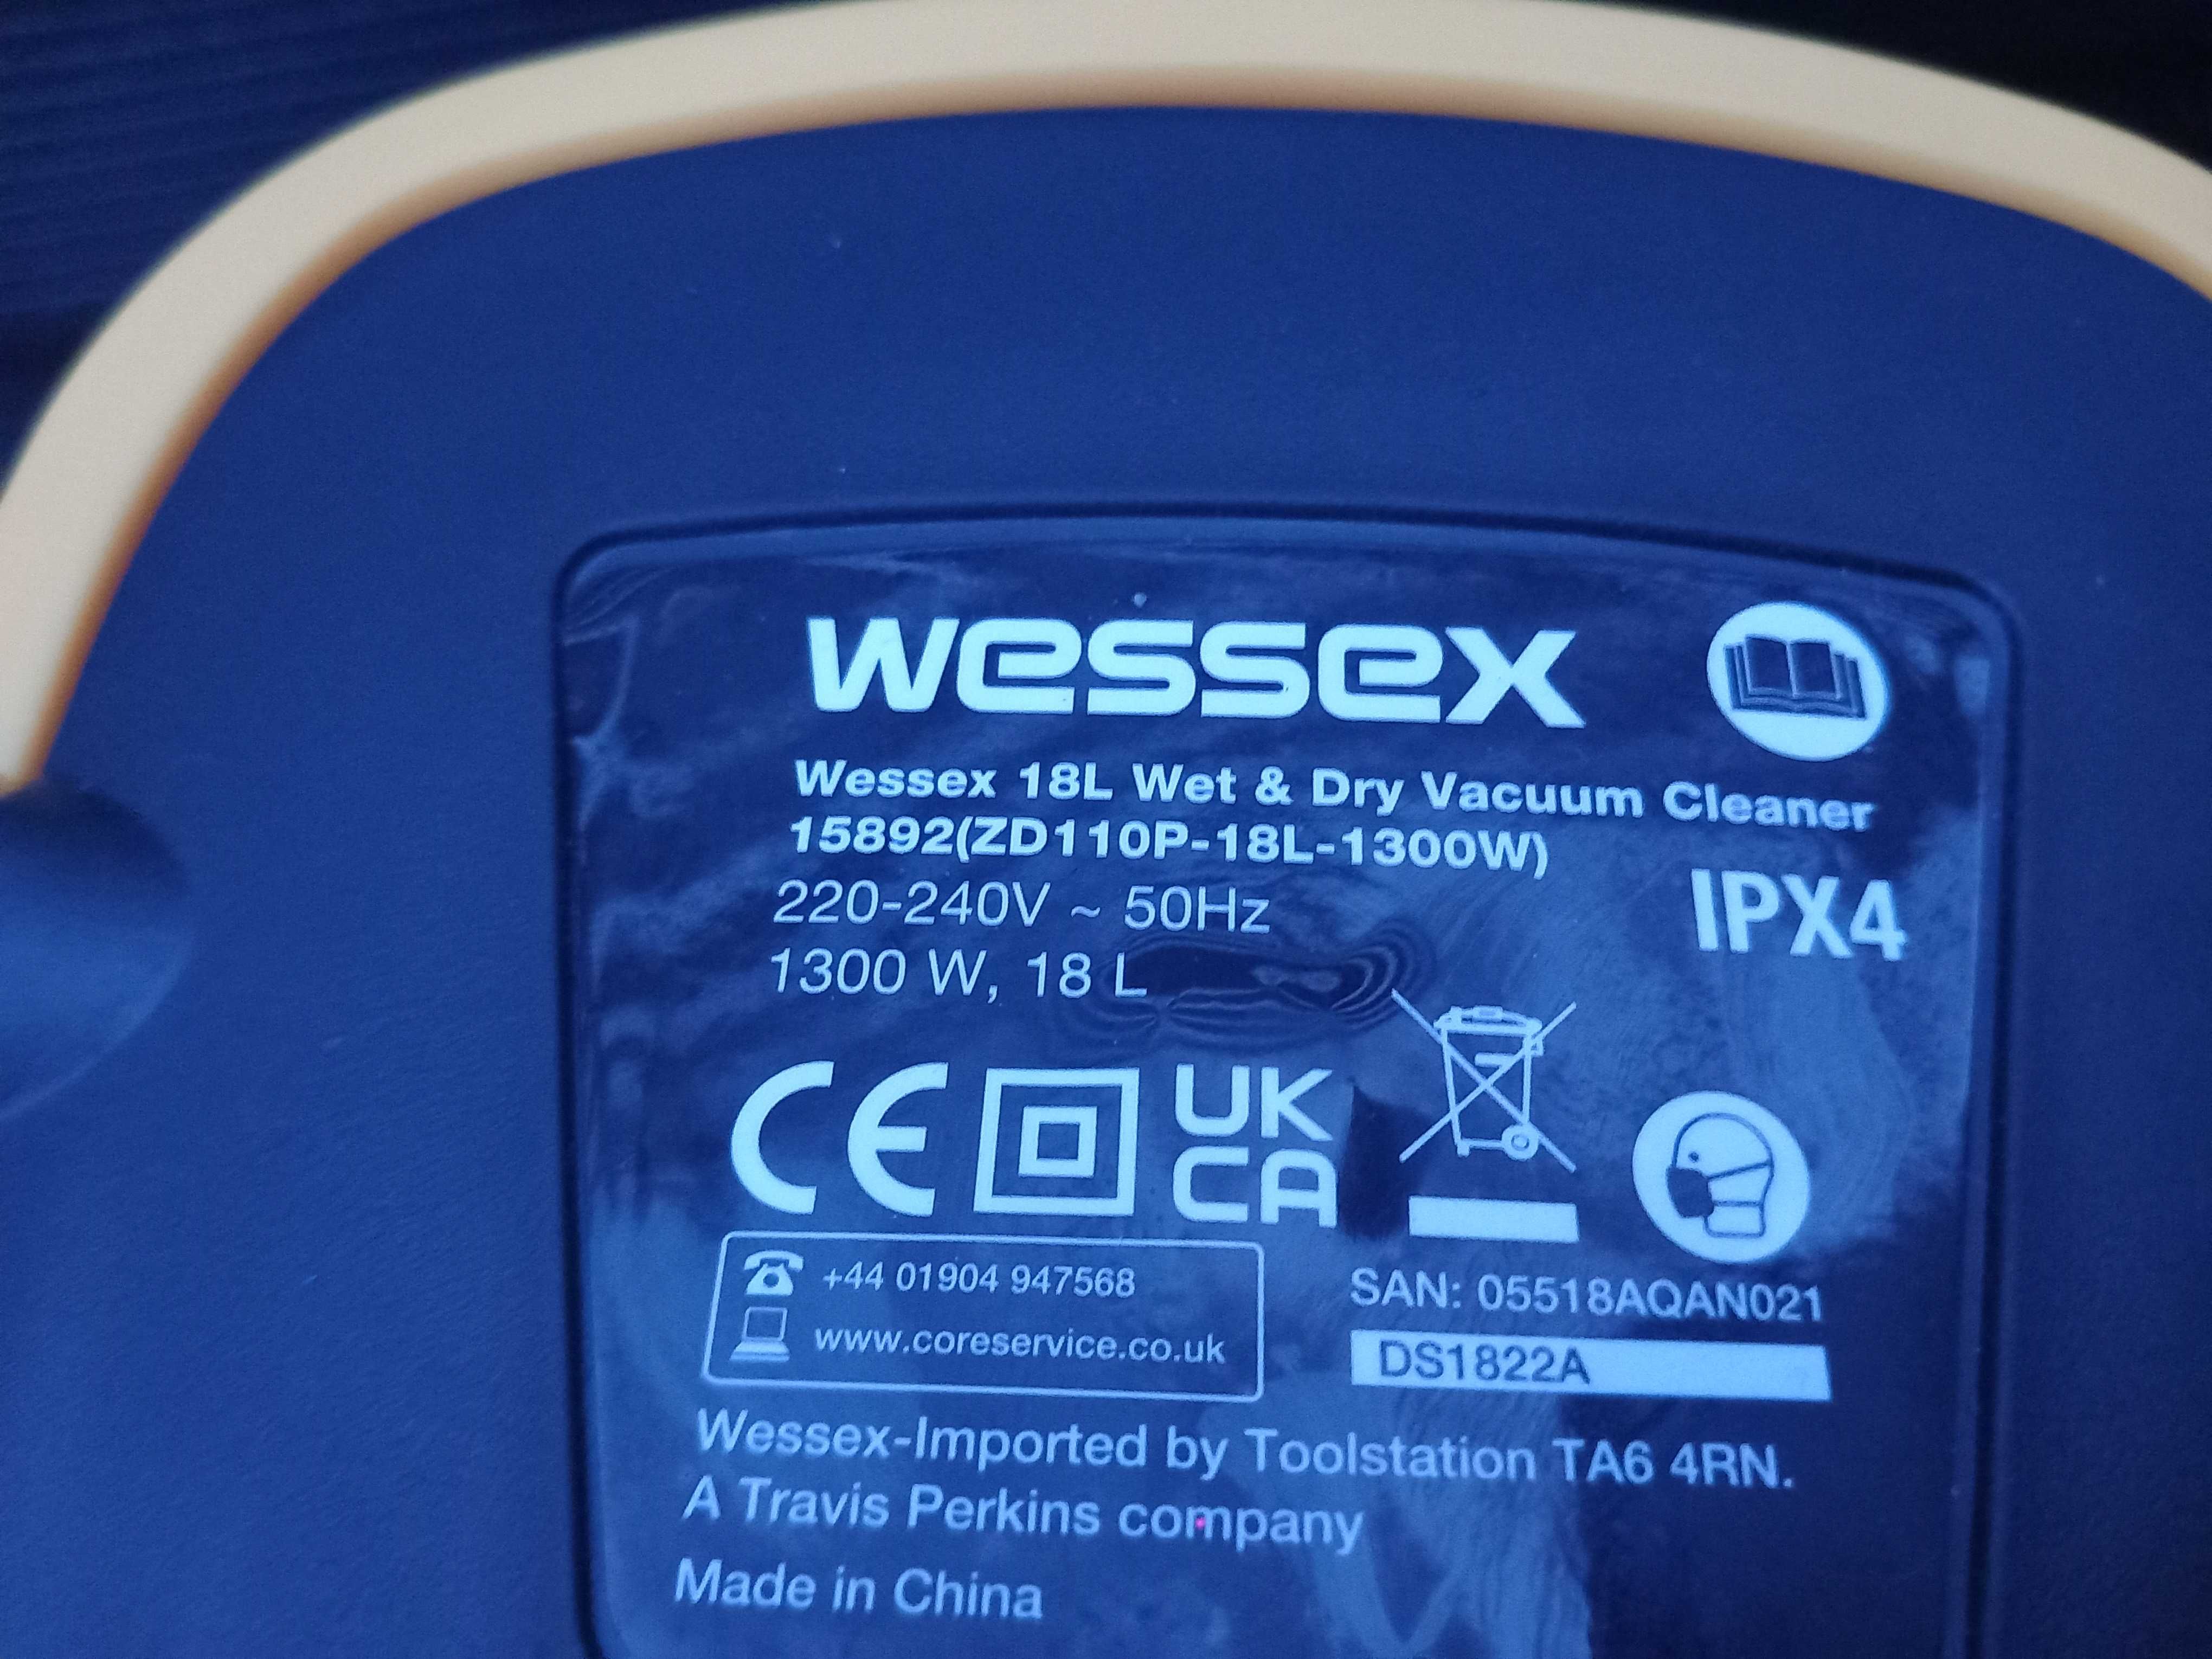 wessex
Wessex 18L Wet & Dry Vacuum Cleaner
15892(ZD110P-18L-1300W)
220-240V ~ 50Hz
IPX4
1300 W, 18 L
CE
UK
CA
+44 01904 947568
www.coreservice.co.uk
SAN: 05518AQAN021
DS1822A
Wessex-Imported by Toolstation TA6 4RN.
A Travis Perkins company
Made in China